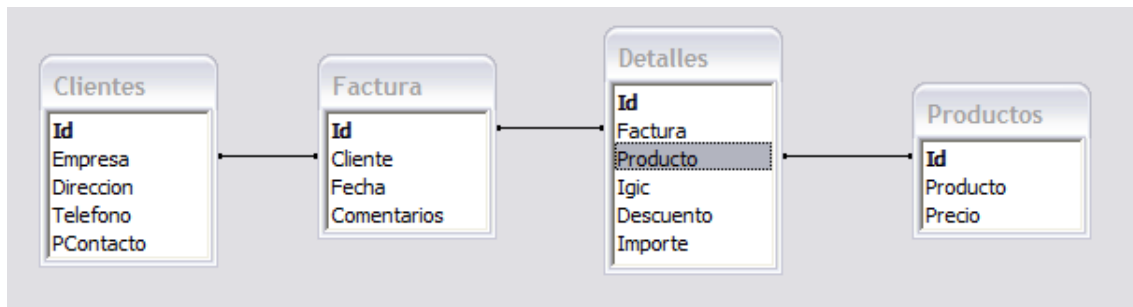 Clientes
Id
Empresa
Direccion
Telefono
PContacto
Factura
Id
Cliente
Fecha
Comentarios
Detalles
Id
Factura
Producto
Igic
Descuento
Importe
Productos
Id
Producto
Precio